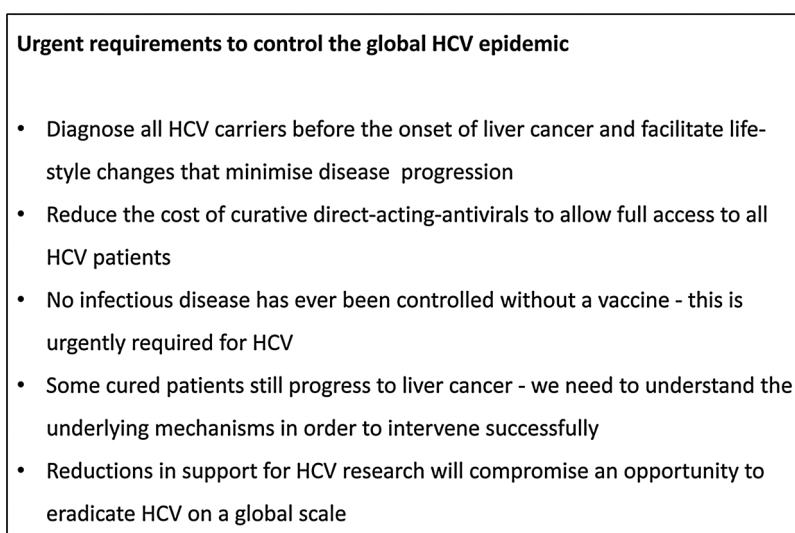 Urgent requirements to control the global HCV epidemic
• Diagnose all HCV carriers before the onset of liver cancer and facilitate life-
style changes that minimise disease progression
• Reduce the cost of curative direct-acting-antivirals to allow full access to all
HCV patients
• No infectious disease has ever been controlled without a vaccine - this is
urgently required for HCV
• Some cured patients still progress to liver cancer - we need to understand the
underlying mechanisms in order to intervene successfully
• Reductions in support for HCV research will compromise an opportunity to
eradicate HCV on a global scale